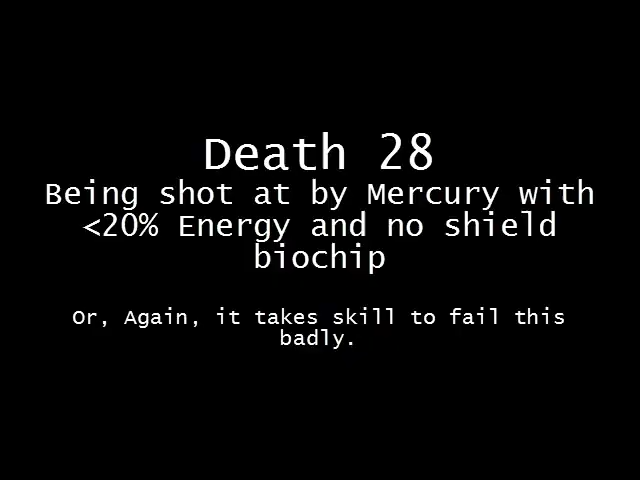 Death 28
Being shot at by Mercury with
<20% Energy and no shield
biochip
Or, Again, it takes skill to fail this
badly.